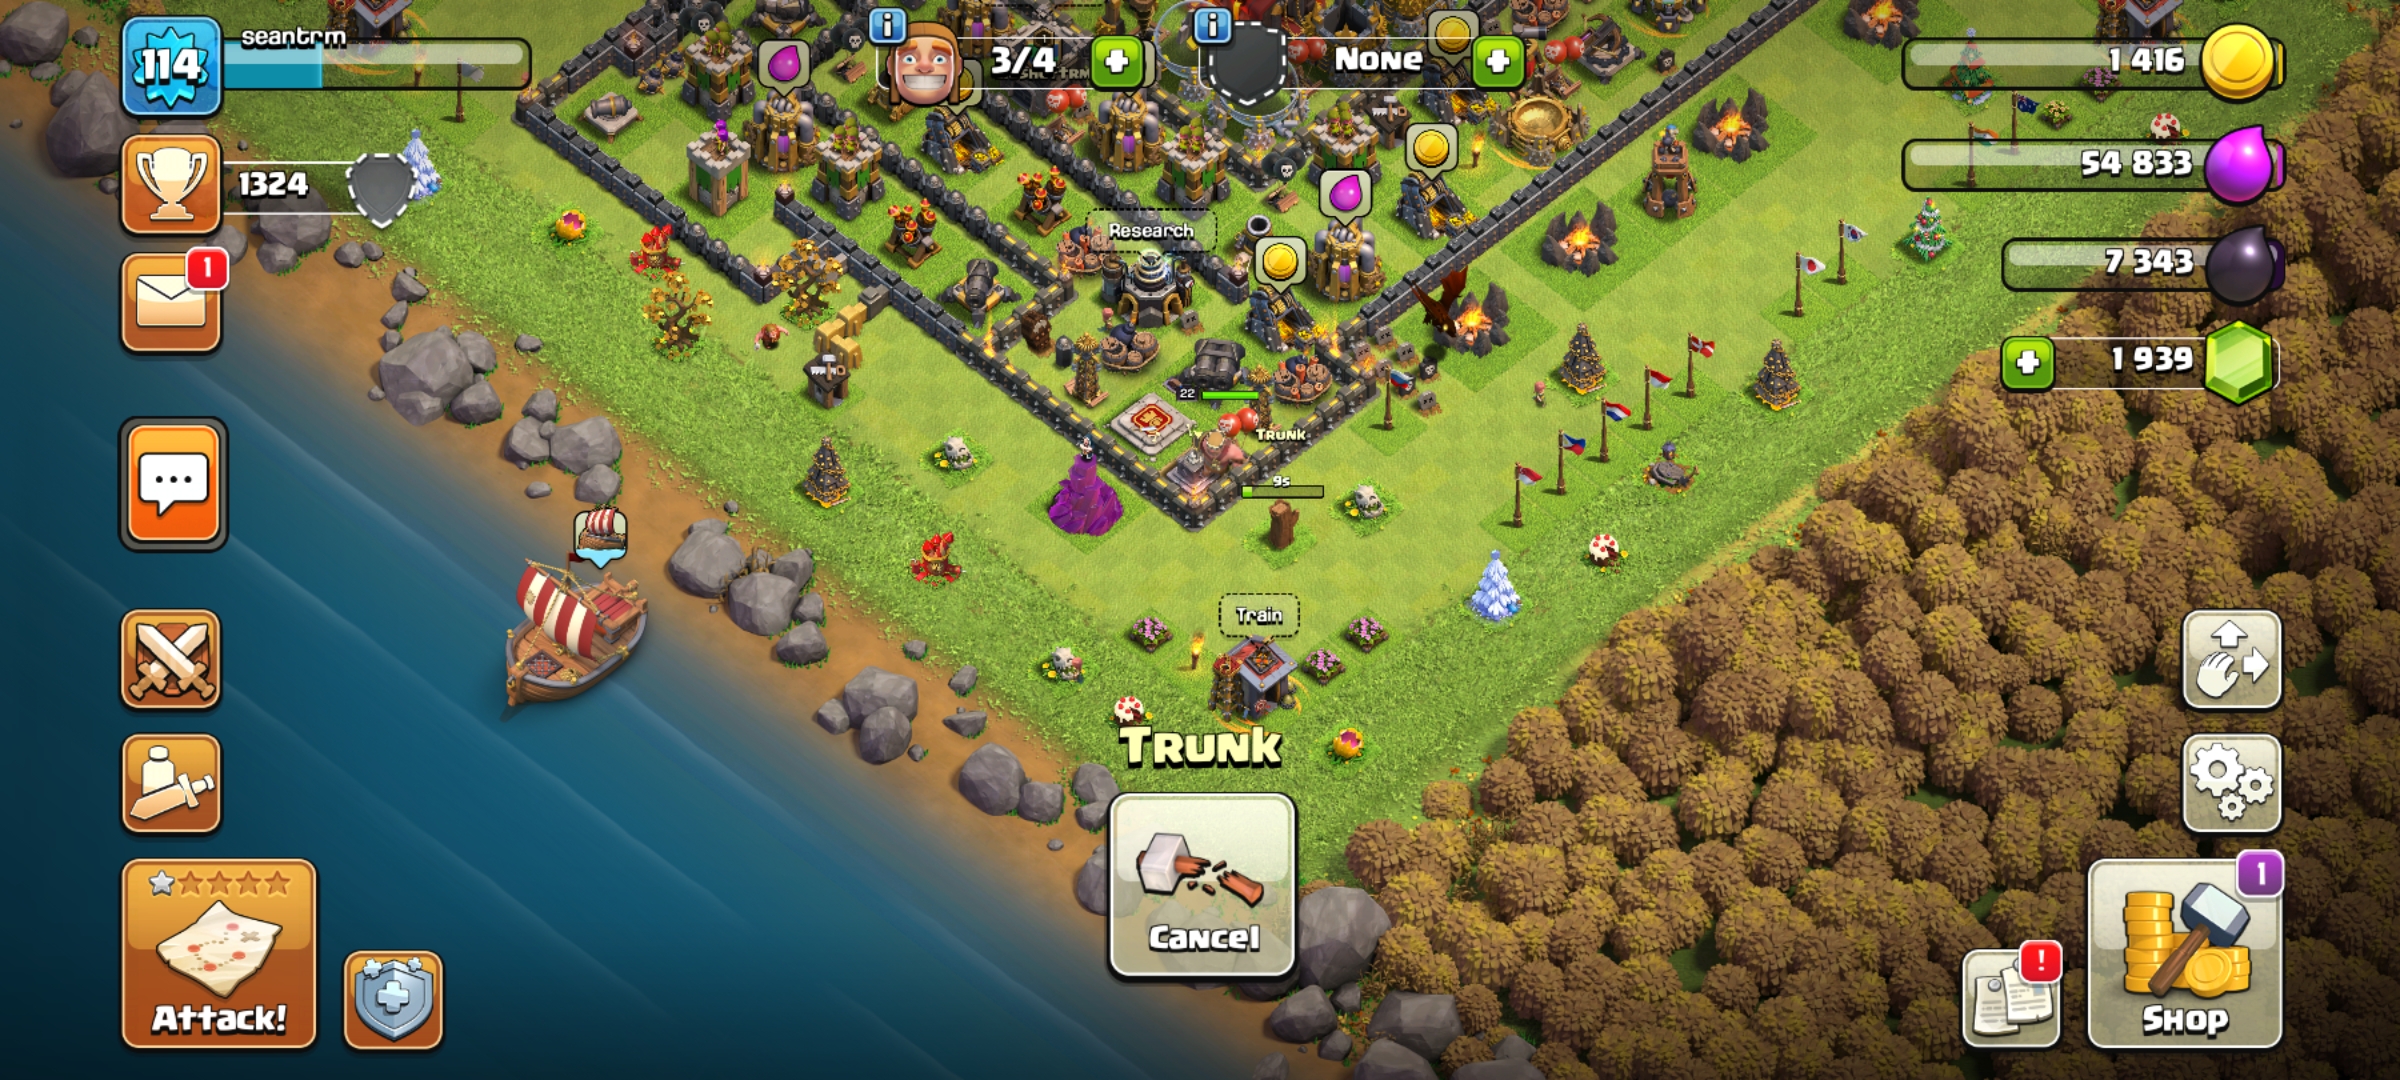 114
seantrm
3/4
None
1 416
1324
54 833
1
Research
7 343
1 939
22
Trunk
9s
Train
Trunk
Cancel
Attack!
1
!
Shop